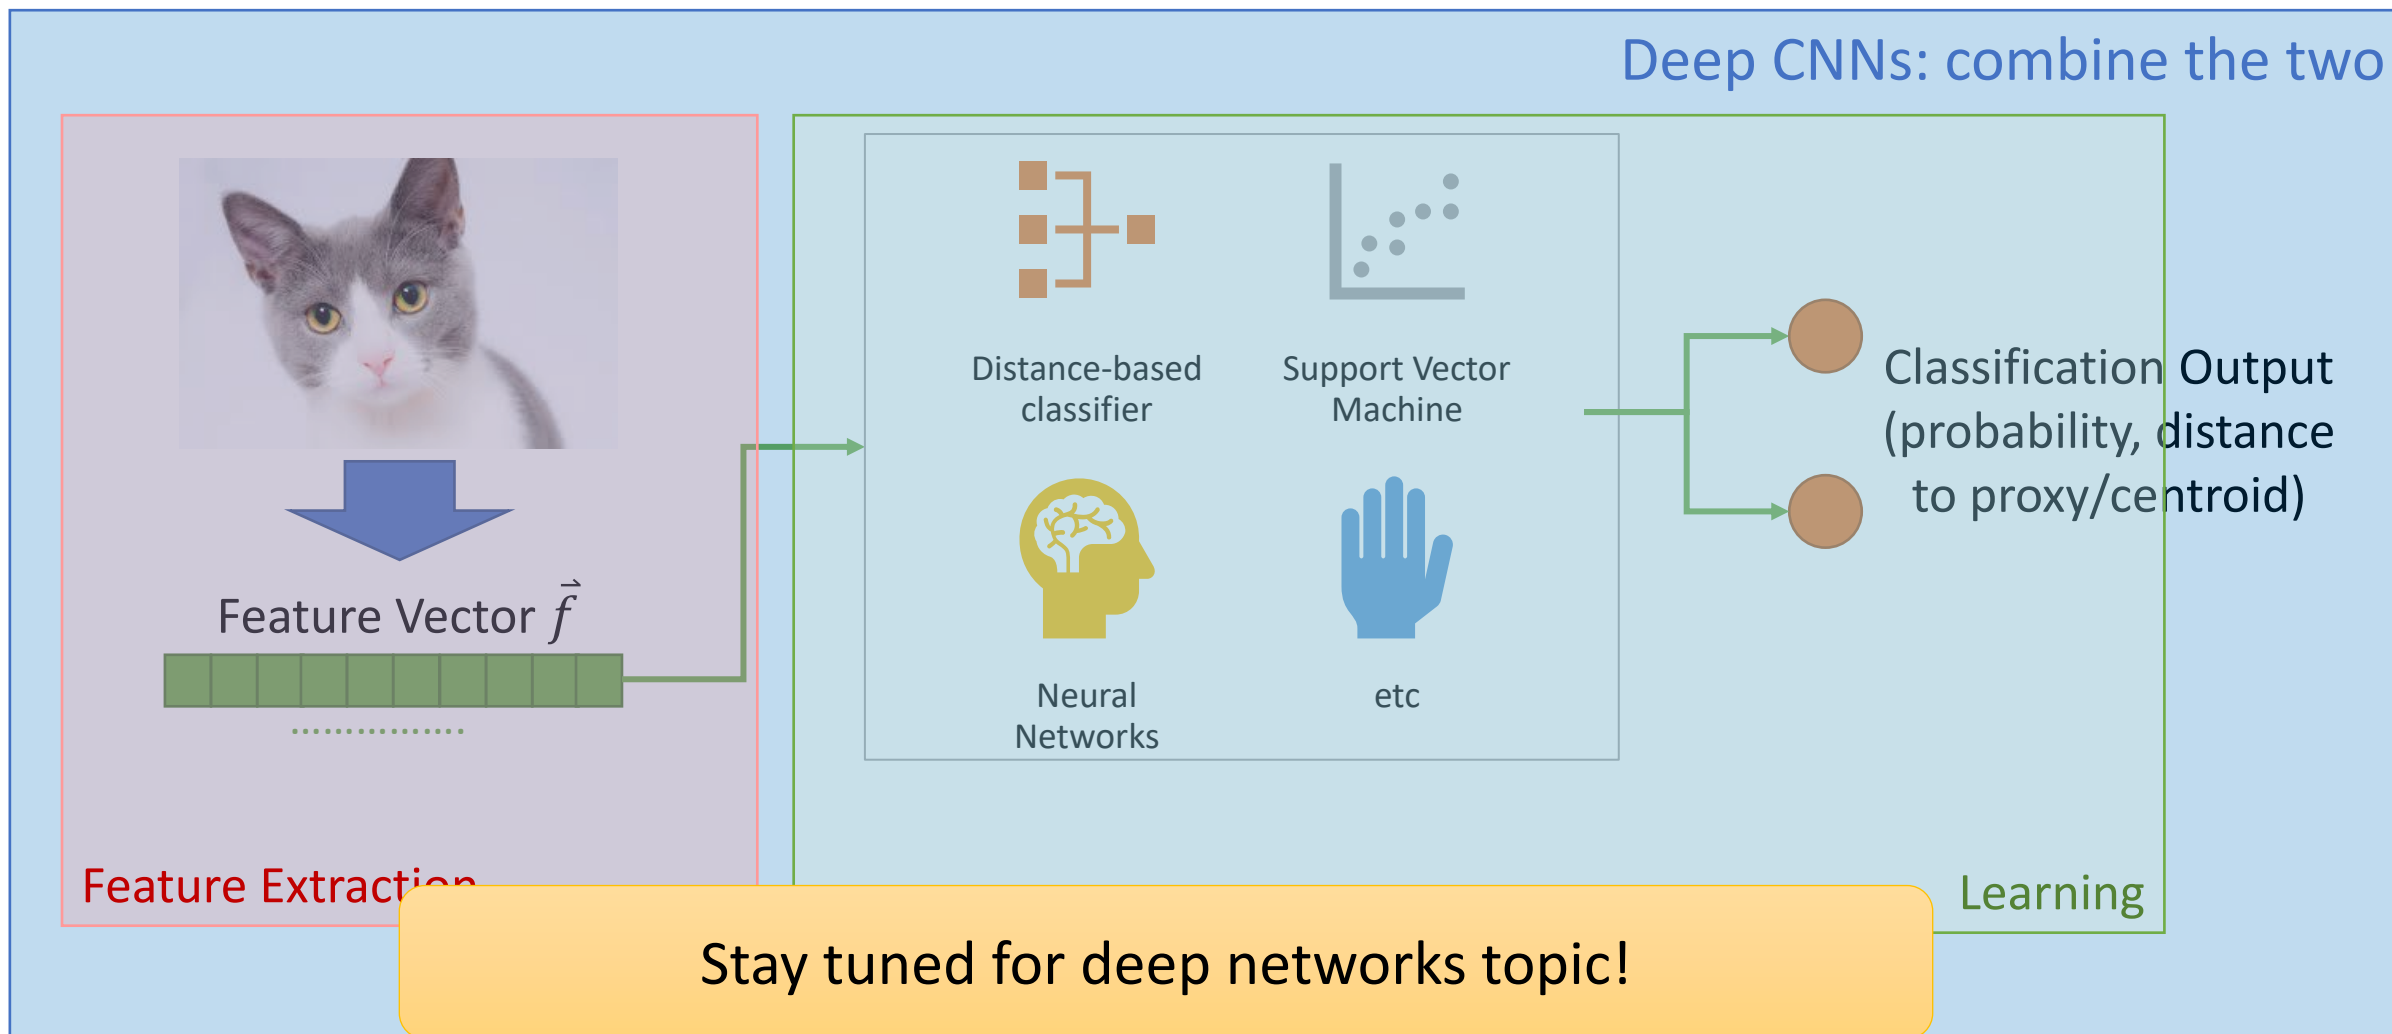 Deep CNNs: combine the two
Feature Vector f⃗
Feature Extraction
Distance-based
classifier
Support Vector
Machine
Neural
Networks
etc
Classification Output
(probability, distance
to proxy/centroid)
Learning
Stay tuned for deep networks topic!